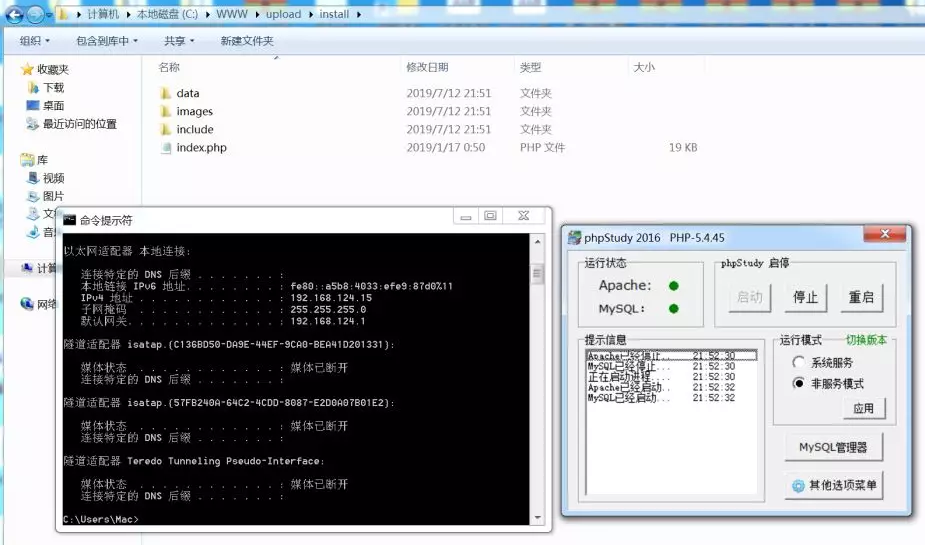 计算机 ▸ 本地磁盘 (C:) ▸ WWW ▸ upload ▸ install ▸
组织 包含到库中 共享 新建文件夹
名称 修改日期 类型 大小
收藏夹
下载
桌面
最近访问的位置
库
视频
图片
data 2019/7/12 21:51 文件夹
images 2019/7/12 21:51 文件夹
include 2019/7/12 21:51 文件夹
index.php 2019/1/17 0:50 PHP 文件 19 KB
命令提示符
以太网适配器 本地连接:
连接特定的 DNS 后缀 . . . . . . . :
本地链接 IPv6 地址. . . . . . . . : fe80::a5b8:4033:efe9:87d0%11
IPv4 地址 . . . . . . . . . . . . : 192.168.124.15
子网掩码 . . . . . . . . . . . . : 255.255.255.0
默认网关. . . . . . . . . . . . . : 192.168.124.1
隧道适配器 isatap.{C136BD50-DA9E-44EF-9CA0-BEA41D201331}:
媒体状态 . . . . . . . . . . . . : 媒体已断开
连接特定的 DNS 后缀 . . . . . . . :
隧道适配器 isatap.{57FB240A-64C2-4CDD-8087-E2D0A07B01E2}:
媒体状态 . . . . . . . . . . . . : 媒体已断开
连接特定的 DNS 后缀 . . . . . . . :
隧道适配器 Teredo Tunneling Pseudo-Interface:
媒体状态 . . . . . . . . . . . . : 媒体已断开
连接特定的 DNS 后缀 . . . . . . . :
C:\Users\Mac>
phpStudy 2016 PHP-5.4.45
运行状态
Apache:
MySQL:
phpStudy 启停
启动 停止 重启
提示信息
Apache已经停止... 21:52:30
MySQL已经停止... 21:52:30
正在启动进程.... 21:52:30
Apache已经启动.. 21:52:32
MySQL已经启动... 21:52:32
运行模式 切换版本
系统服务
非服务模式
应用
MySQL管理器
其他选项菜单